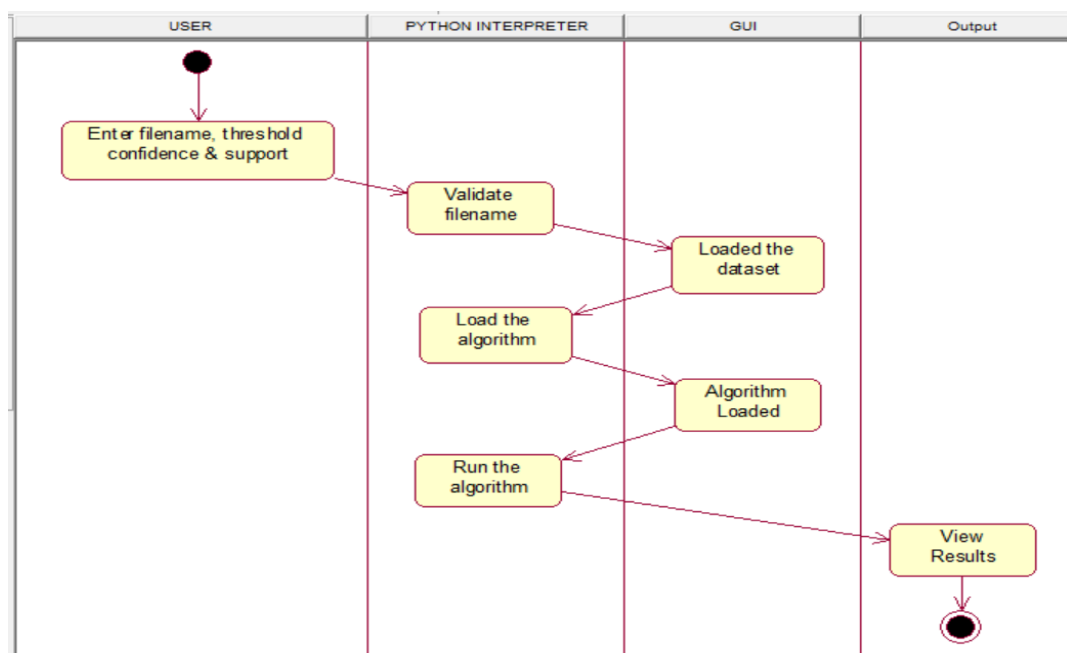 USER
PYTHON INTERPRETER
GUI
Output
Enter filename, threshold
confidence & support
Validate
filename
Loaded the
dataset
Load the
algorithm
Algorithm
Loaded
Run the
algorithm
View
Results